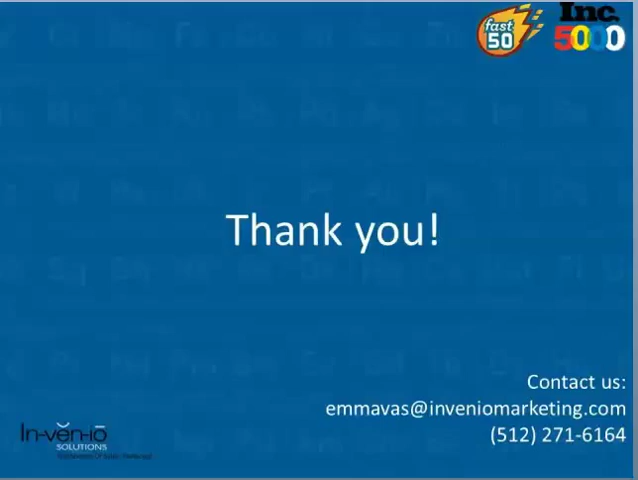 fast
50
Inc.
5000
Thank you!
Contact us:
emmavas@inveniomarketing.com
(512) 271-6164
In·ven·io
SOLUTIONS